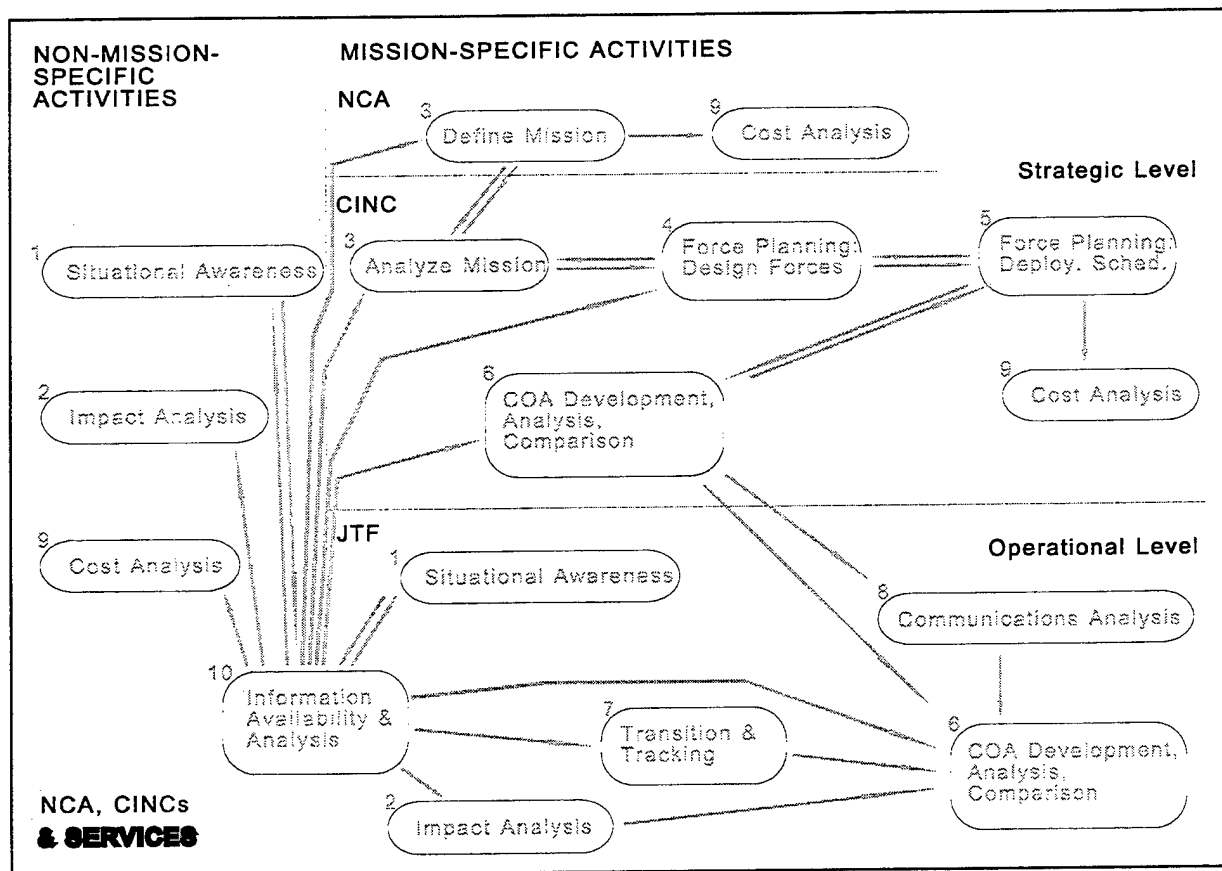 NON-MISSION-
SPECIFIC
ACTIVITIES
MISSION-SPECIFIC ACTIVITIES
NCA
3
Define Mission
9
Cost Analysis
Strategic Level
CINC
1
Situational Awareness
3
Analyze Mission
4
Force Planning:
Design Forces
5
Force Planning:
Deploy. Sched.
2
Impact Analysis
6
COA Development,
Analysis,
Comparison
9
Cost Analysis
JTF
Operational Level
9
Cost Analysis
1
Situational Awareness
8
Communications Analysis
10
Information
Availability &
Analysis
7
Transition &
Tracking
6
COA Development,
Analysis,
Comparison
2
Impact Analysis
NCA, CINCs
& SERVICES